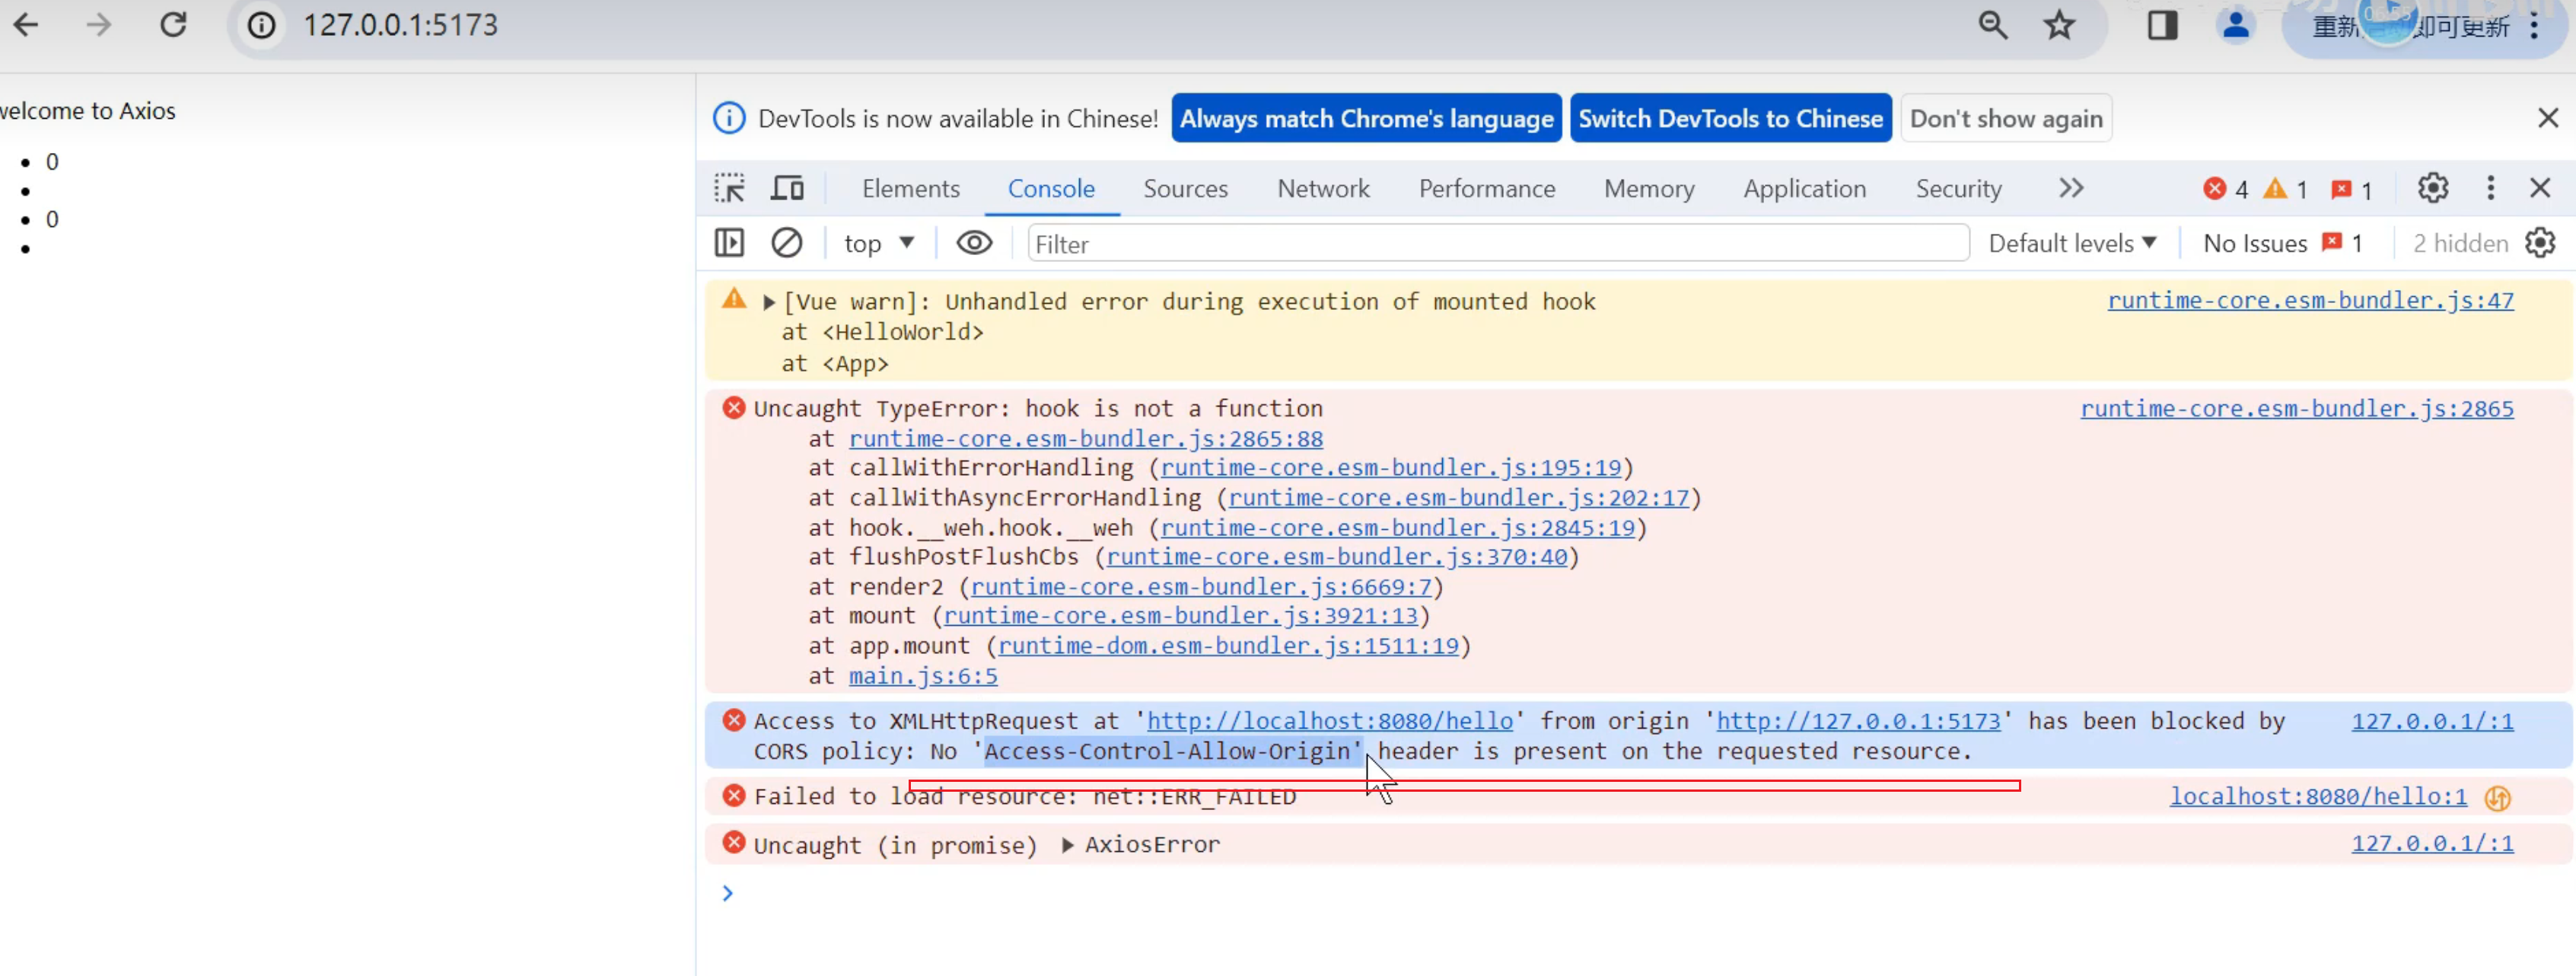 127.0.0.1:5173
重新
即可更新
welcome to Axios
0
0
DevTools is now available in Chinese!
Always match Chrome's language
Switch DevTools to Chinese
Don't show again
Elements
Console
Sources
Network
Performance
Memory
Application
Security
4
1
1
top
Filter
Default levels
No Issues
1
2 hidden
[Vue warn]: Unhandled error during execution of mounted hook
runtime-core.esm-bundler.js:47
at <HelloWorld>
at <App>
Uncaught TypeError: hook is not a function
runtime-core.esm-bundler.js:2865
at runtime-core.esm-bundler.js:2865:88
at callWithErrorHandling (runtime-core.esm-bundler.js:195:19)
at callWithAsyncErrorHandling (runtime-core.esm-bundler.js:202:17)
at hook.__weh.hook.__weh (runtime-core.esm-bundler.js:2845:19)
at flushPostFlushCbs (runtime-core.esm-bundler.js:370:40)
at render2 (runtime-core.esm-bundler.js:6669:7)
at mount (runtime-core.esm-bundler.js:3921:13)
at app.mount (runtime-dom.esm-bundler.js:1511:19)
at main.js:6:5
Access to XMLHttpRequest at 'http://localhost:8080/hello' from origin 'http://127.0.0.1:5173' has been blocked by
127.0.0.1/:1
CORS policy: No 'Access-Control-Allow-Origin' header is present on the requested resource.
Failed to load resource: net::ERR_FAILED
localhost:8080/hello:1
Uncaught (in promise)
AxiosError
127.0.0.1/:1